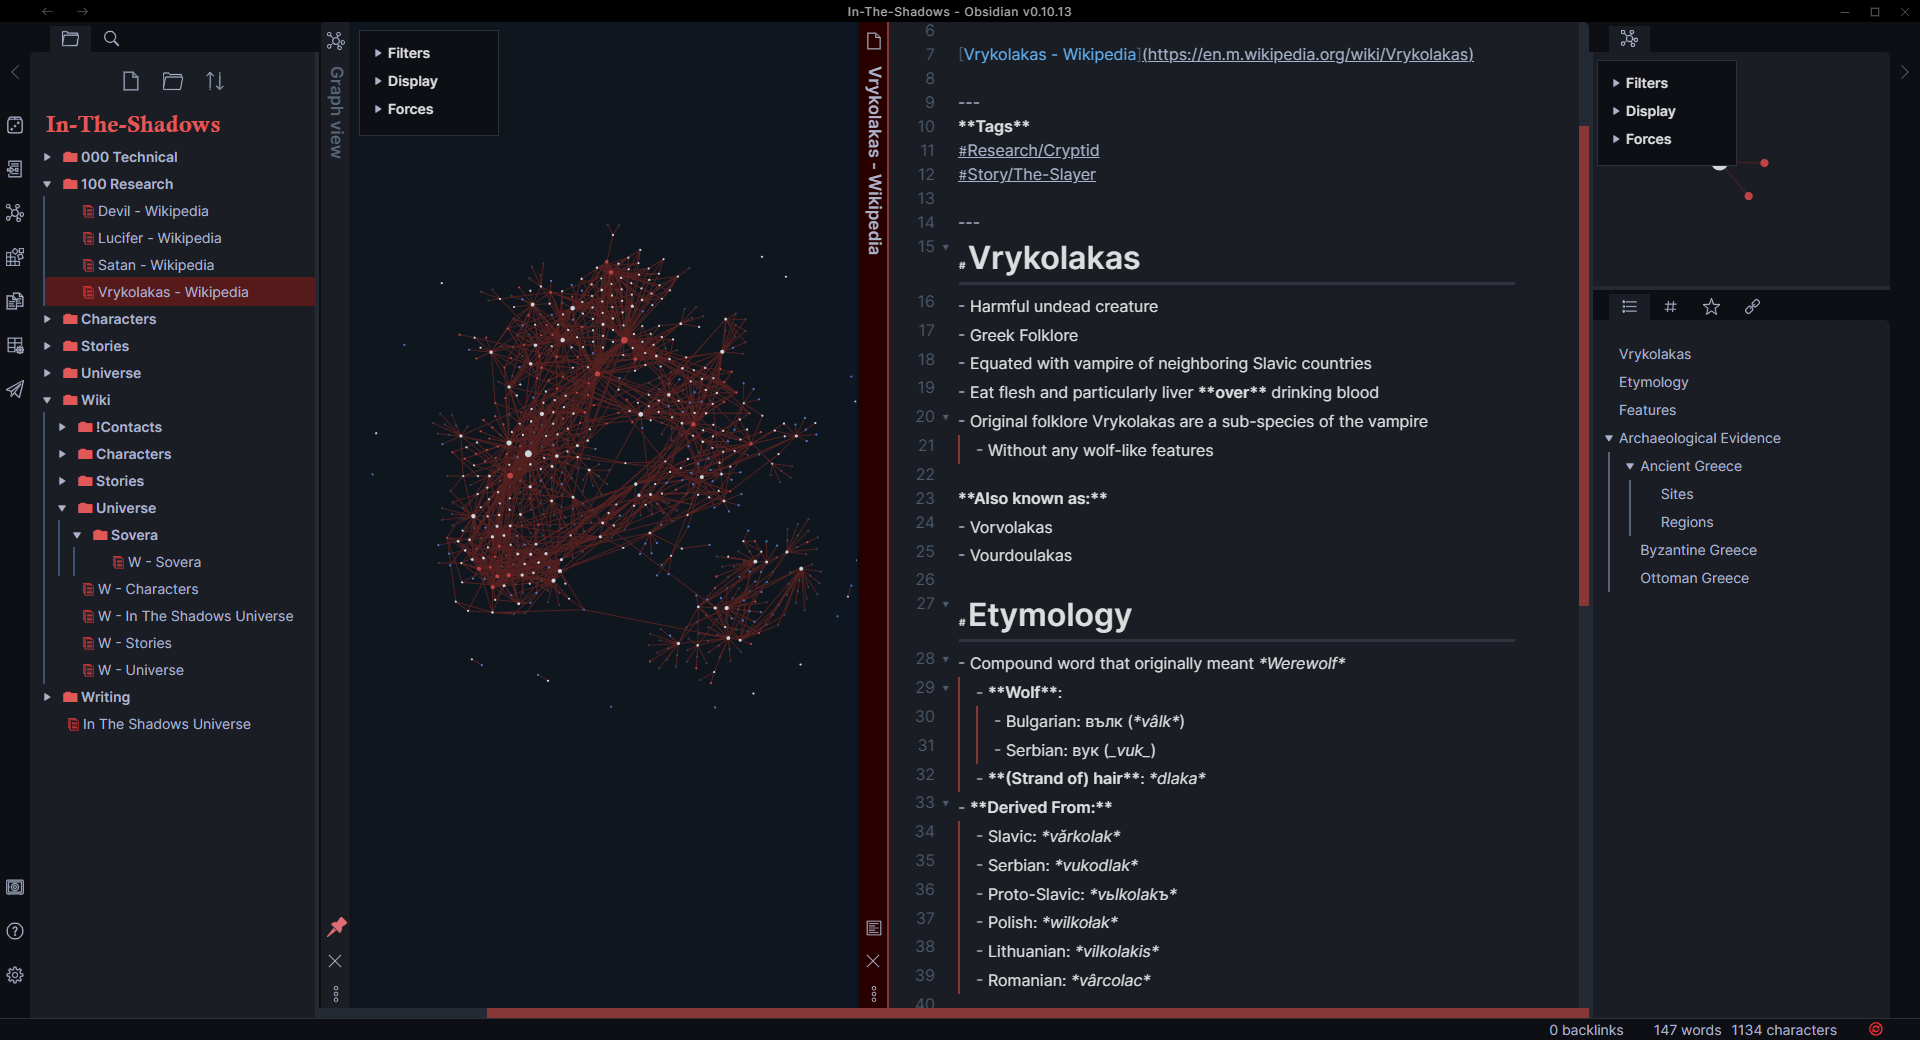 In-The-Shadows - Obsidian v0.10.13
In-The-Shadows
000 Technical
100 Research
Devil - Wikipedia
Lucifer - Wikipedia
Satan - Wikipedia
Vrykolakas - Wikipedia
Characters
Stories
Universe
Wiki
!Contacts
Characters
Stories
Universe
Sovera
W - Sovera
W - Characters
W - In The Shadows Universe
W - Stories
W - Universe
Writing
In The Shadows Universe
Graph view
Filters
Display
Forces
Vrykolakas - Wikipedia
6
7 [Vrykolakas - Wikipedia](https://en.m.wikipedia.org/wiki/Vrykolakas)
8
9 ---
10 **Tags**
11 #Research/Cryptid
12 #Story/The-Slayer
13
14 ---
15 # Vrykolakas
16 - Harmful undead creature
17 - Greek Folklore
18 - Equated with vampire of neighboring Slavic countries
19 - Eat flesh and particularly liver **over** drinking blood
20 - Original folklore Vrykolakas are a sub-species of the vampire
21 - Without any wolf-like features
22
23 **Also known as:**
24 - Vorvolakas
25 - Vourdoulakas
26
27 # Etymology
28 - Compound word that originally meant *Werewolf*
29 - **Wolf**:
30 - Bulgarian: вълк (*vâlk*)
31 - Serbian: вук (_vuk_)
32 - **(Strand of) hair**: *dlaka*
33 - **Derived From:**
34 - Slavic: *vǎrkolak*
35 - Serbian: *vukodlak*
36 - Proto-Slavic: *vьlkolakъ*
37 - Polish: *wilkołak*
38 - Lithuanian: *vilkolakis*
39 - Romanian: *vârcolac*
40
Filters
Display
Forces
Vrykolakas
Etymology
Features
Archaeological Evidence
Ancient Greece
Sites
Regions
Byzantine Greece
Ottoman Greece
0 backlinks 147 words 1134 characters